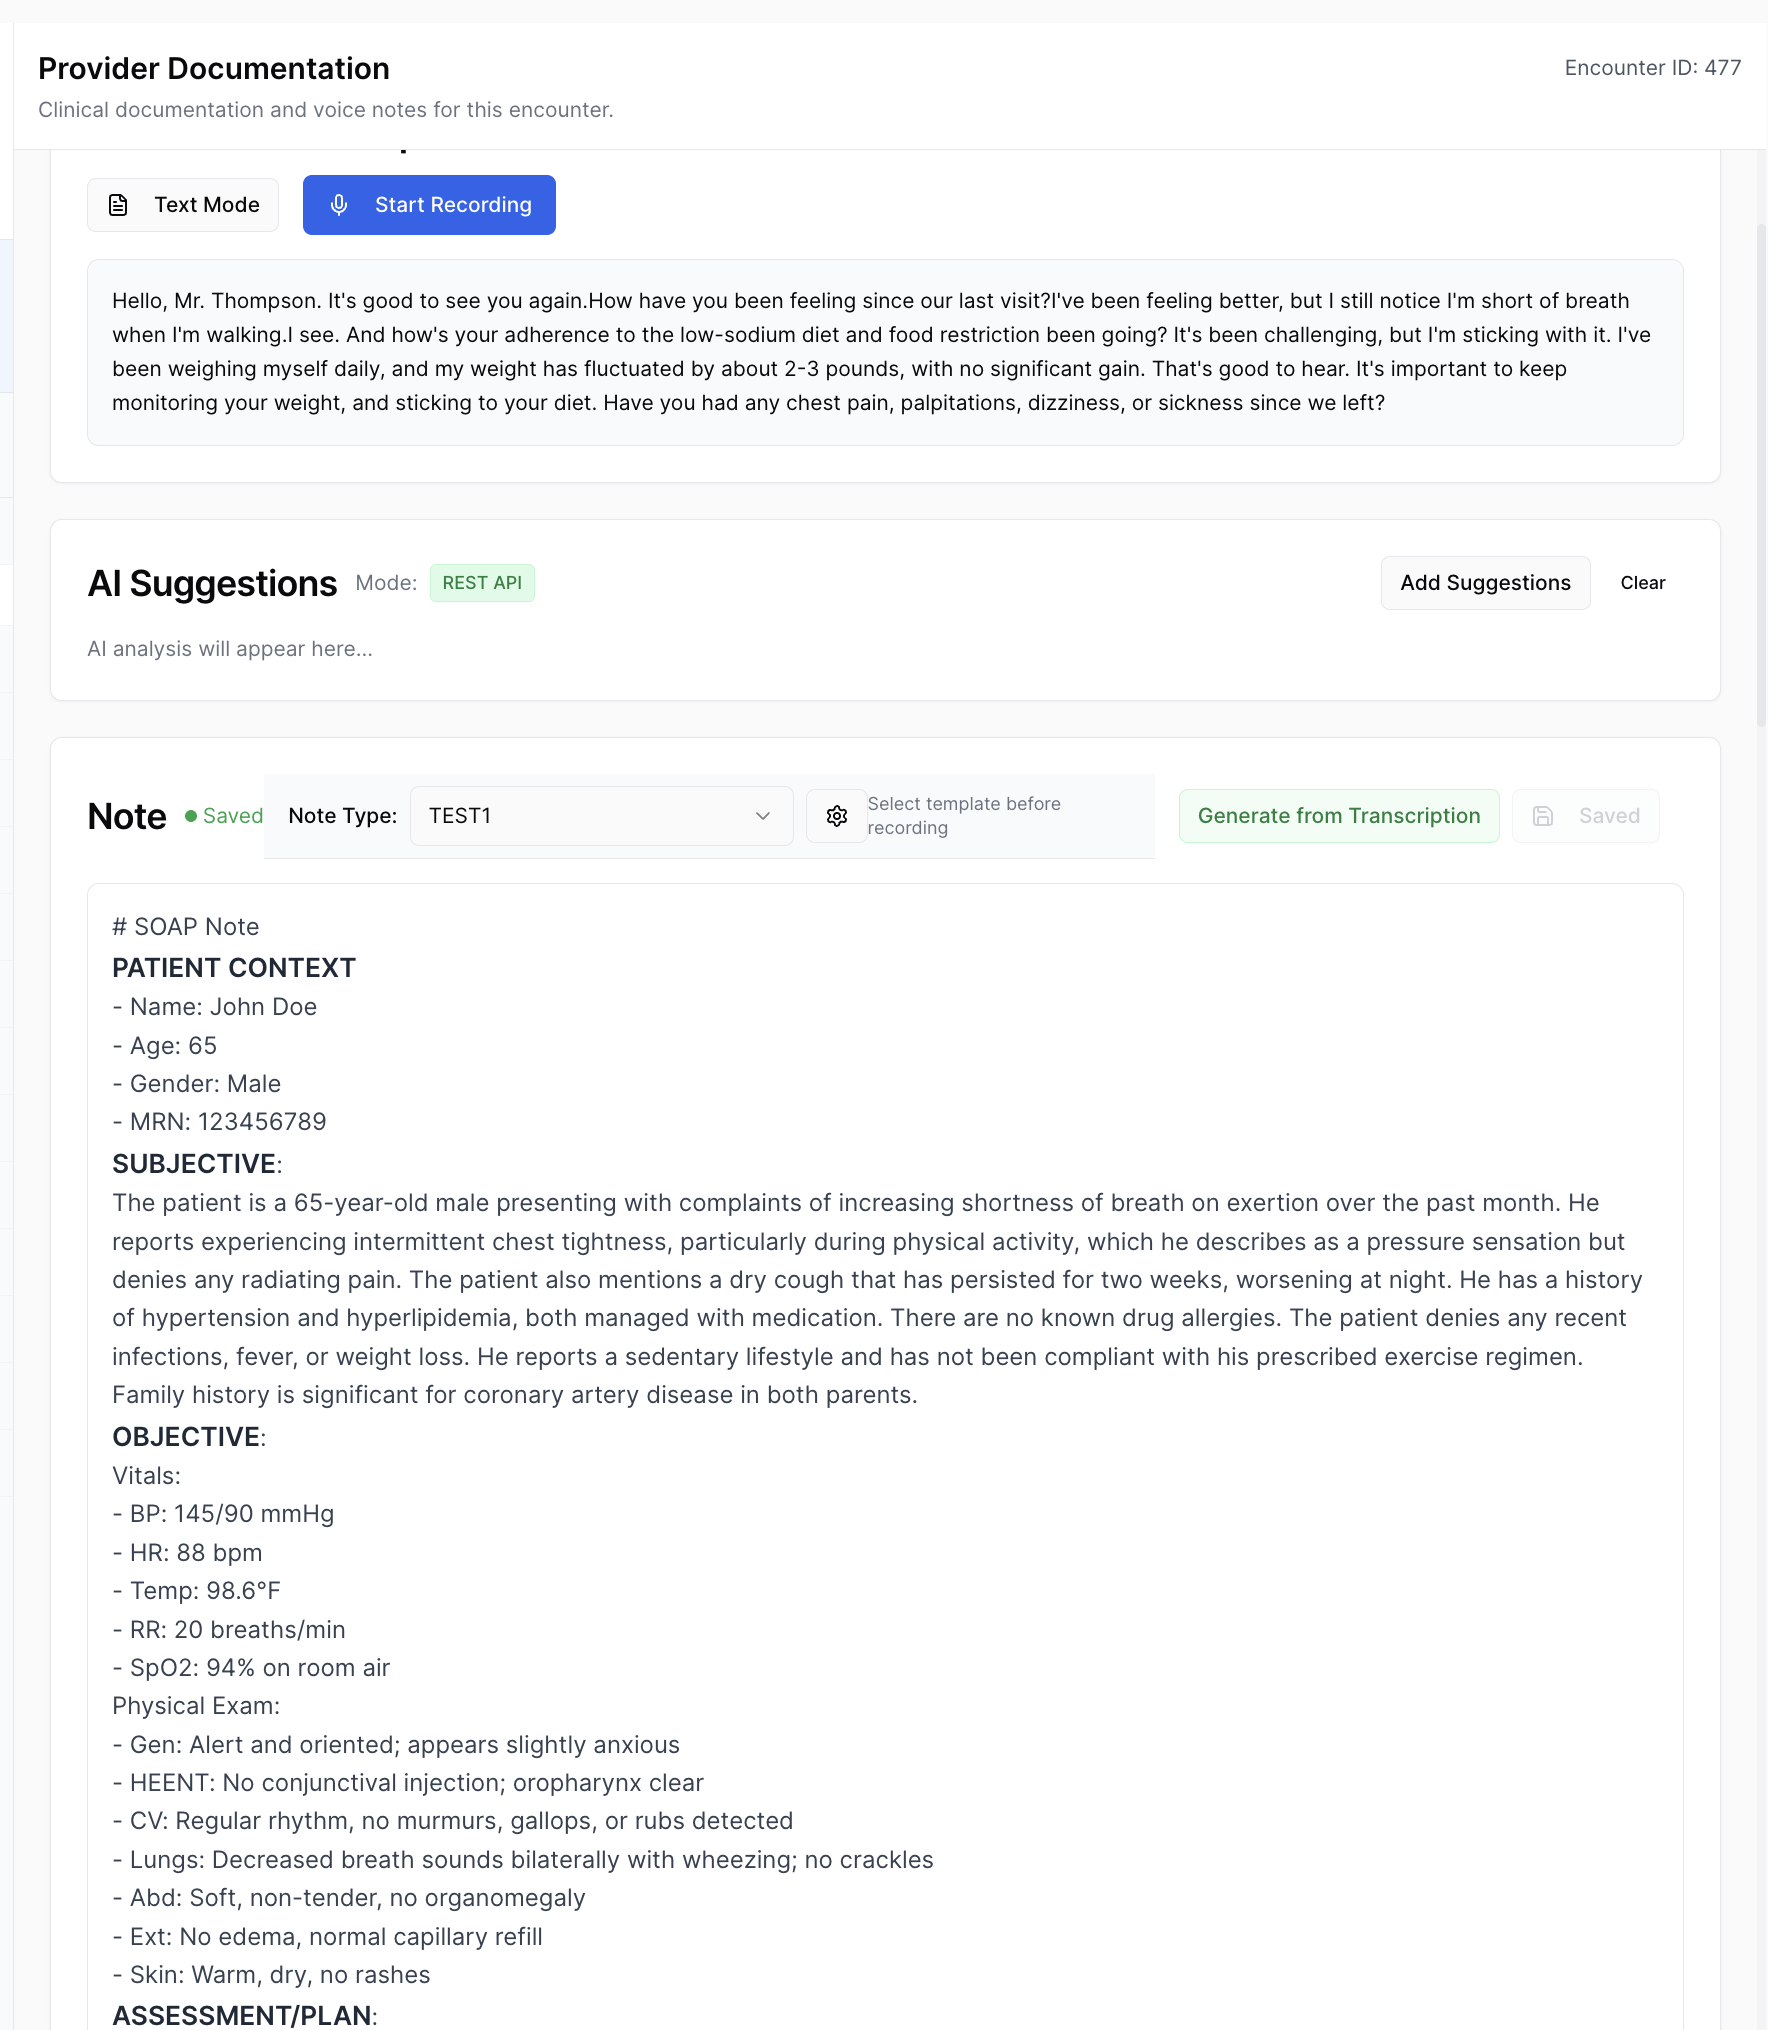 Provider Documentation
Encounter ID: 477
Clinical documentation and voice notes for this encounter.
Text Mode
Start Recording
Hello, Mr. Thompson. It's good to see you again.How have you been feeling since our last visit?I've been feeling better, but I still notice I'm short of breath
when I'm walking.I see. And how's your adherence to the low-sodium diet and food restriction been going? It's been challenging, but I'm sticking with it. I've
been weighing myself daily, and my weight has fluctuated by about 2-3 pounds, with no significant gain. That's good to hear. It's important to keep
monitoring your weight, and sticking to your diet. Have you had any chest pain, palpitations, dizziness, or sickness since we left?
AI Suggestions
Mode:
REST API
Add Suggestions
Clear
AI analysis will appear here...
Note
Saved
Note Type:
TEST1
Select template before
recording
Generate from Transcription
Saved
# SOAP Note
PATIENT CONTEXT
- Name: John Doe
- Age: 65
- Gender: Male
- MRN: 123456789
SUBJECTIVE:
The patient is a 65-year-old male presenting with complaints of increasing shortness of breath on exertion over the past month. He
reports experiencing intermittent chest tightness, particularly during physical activity, which he describes as a pressure sensation but
denies any radiating pain. The patient also mentions a dry cough that has persisted for two weeks, worsening at night. He has a history
of hypertension and hyperlipidemia, both managed with medication. There are no known drug allergies. The patient denies any recent
infections, fever, or weight loss. He reports a sedentary lifestyle and has not been compliant with his prescribed exercise regimen.
Family history is significant for coronary artery disease in both parents.
OBJECTIVE:
Vitals:
- BP: 145/90 mmHg
- HR: 88 bpm
- Temp: 98.6°F
- RR: 20 breaths/min
- SpO2: 94% on room air
Physical Exam:
- Gen: Alert and oriented; appears slightly anxious
- HEENT: No conjunctival injection; oropharynx clear
- CV: Regular rhythm, no murmurs, gallops, or rubs detected
- Lungs: Decreased breath sounds bilaterally with wheezing; no crackles
- Abd: Soft, non-tender, no organomegaly
- Ext: No edema, normal capillary refill
- Skin: Warm, dry, no rashes
ASSESSMENT/PLAN: